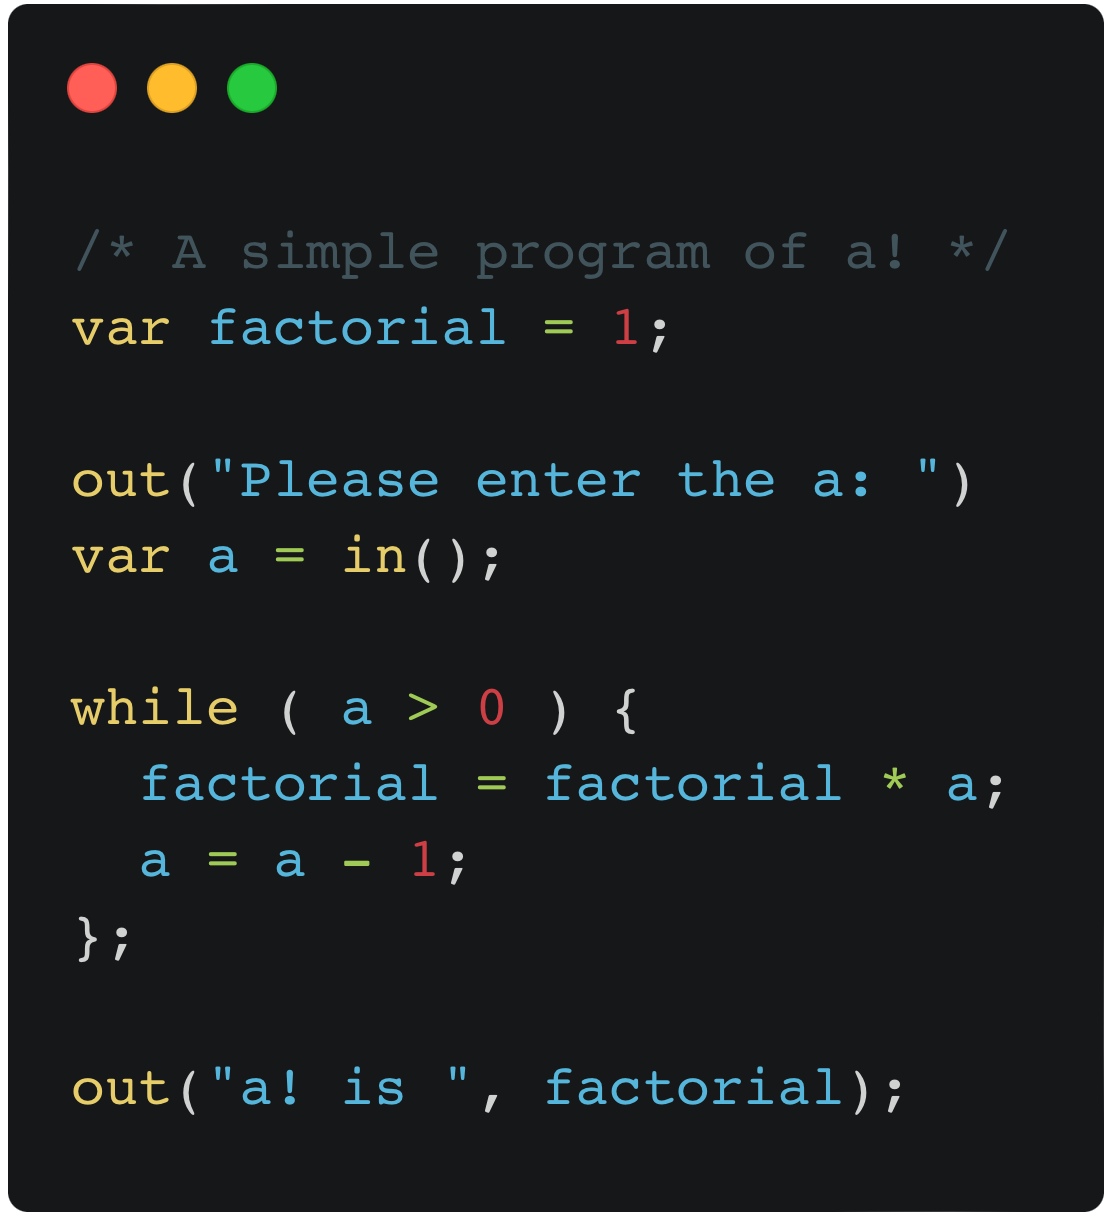 /* A simple program of a! */
var factorial = 1;
out("Please enter the a: ")
var a = in();
while ( a > 0 ) {
factorial = factorial * a;
a = a - 1;
};
out("a! is ", factorial);